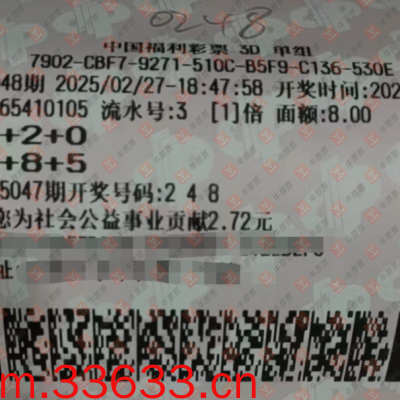 0248
中国福利彩票 3D 单组
7902-CBF7-9271-510C-B5F9-C136-530E
48期 2025/02/27-18:47:58 开奖时间:202
65410105 流水号:3 [1]倍 面额:8.00
+2+0
+8+5
5047期开奖号码:2 4 8
您为社会公益事业贡献2.72元
址
m.33633.cn